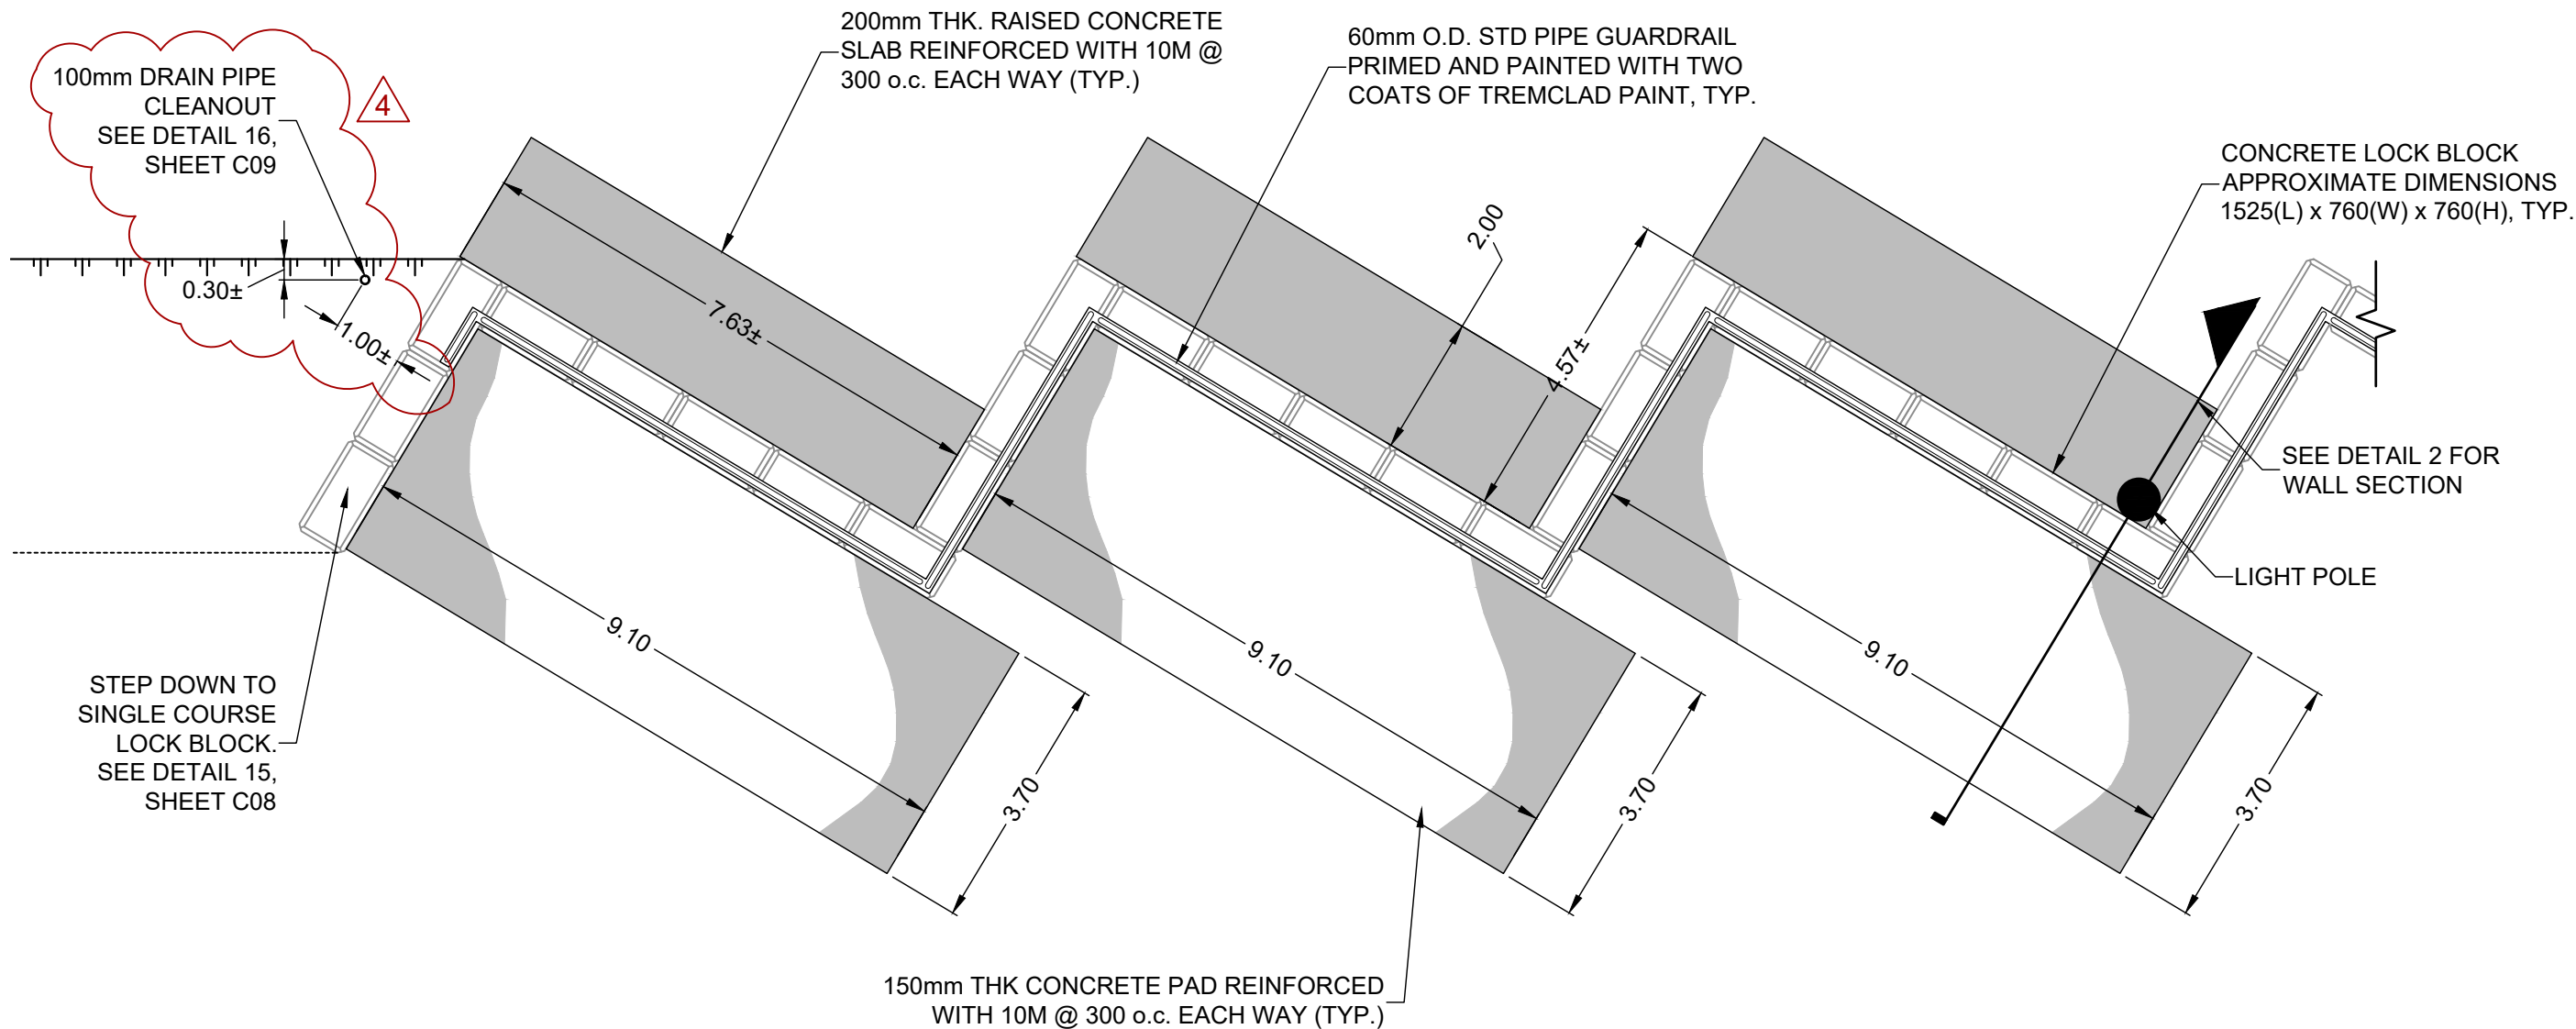 200mm THK. RAISED CONCRETE
SLAB REINFORCED WITH 10M @
300 o.c. EACH WAY (TYP.)
60mm O.D. STD PIPE GUARDRAIL
PRIMED AND PAINTED WITH TWO
COATS OF TREMCLAD PAINT, TYP.
100mm DRAIN PIPE
CLEANOUT
SEE DETAIL 16,
SHEET C09
4
CONCRETE LOCK BLOCK
APPROXIMATE DIMENSIONS
1525(L) x 760(W) x 760(H), TYP.
0.30±
1.00±
7.63±
2.00
4.57±
SEE DETAIL 2 FOR
WALL SECTION
LIGHT POLE
9.10
9.10
9.10
STEP DOWN TO
SINGLE COURSE
LOCK BLOCK.
SEE DETAIL 15,
SHEET C08
3.70
3.70
3.70
150mm THK CONCRETE PAD REINFORCED
WITH 10M @ 300 o.c. EACH WAY (TYP.)